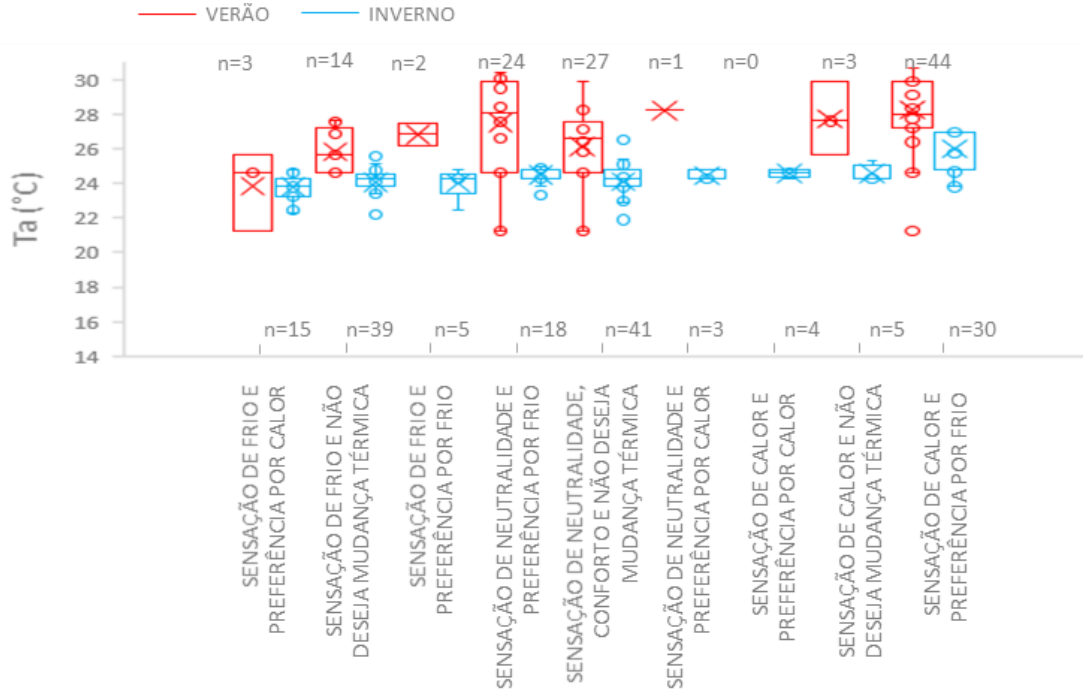 VERÃO
INVERNO
n=3
n=14
n=2
n=24
n=27
n=1
n=0
n=3
n=44
Ta (°C)
30
28
26
24
22
20
18
16
14
n=15
n=39
n=5
n=18
n=41
n=3
n=4
n=5
n=30
SENSAÇÃO DE FRIO E
PREFERÊNCIA POR CALOR
SENSAÇÃO DE FRIO E NÃO
DESEJA MUDANÇA TÉRMICA
SENSAÇÃO DE FRIO E
PREFERÊNCIA POR FRIO
SENSAÇÃO DE NEUTRALIDADE E
PREFERÊNCIA POR FRIO
SENSAÇÃO DE NEUTRALIDADE,
CONFORTO E NÃO DESEJA
MUDANÇA TÉRMICA
SENSAÇÃO DE NEUTRALIDADE E
PREFERÊNCIA POR CALOR
SENSAÇÃO DE CALOR E
PREFERÊNCIA POR CALOR
SENSAÇÃO DE CALOR E NÃO
DESEJA MUDANÇA TÉRMICA
SENSAÇÃO DE CALOR E
PREFERÊNCIA POR FRIO